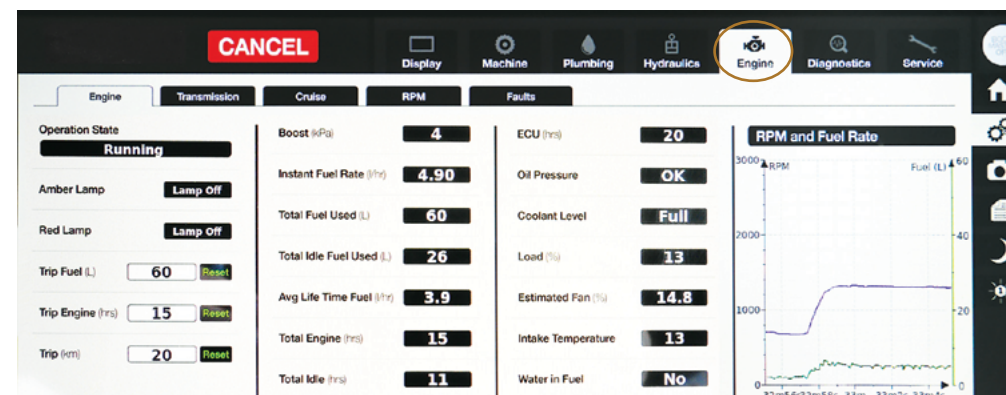 CANCEL
Display
Machine
Plumbing
Hydraulics
Engine
Diagnostics
Service
Engine
Transmission
Cruise
RPM
Faults
Operation State
Running
Amber Lamp Lamp Off
Red Lamp Lamp Off
Trip Fuel (L) 60 Reset
Trip Engine (hrs) 15 Reset
Trip (km) 20 Reset
Boost (kPa) 4
Instant Fuel Rate (l/hr) 4.90
Total Fuel Used (L) 60
Total Idle Fuel Used (L) 26
Avg Life Time Fuel (l/hr) 3.9
Total Engine (hrs) 15
Total Idle (hrs) 11
ECU (hrs) 20
Oil Pressure OK
Coolant Level Full
Load (%) 13
Estimated Fan (%) 14.8
Intake Temperature 13
Water in Fuel No
RPM and Fuel Rate
3000 RPM Fuel (L) 60
2000 40
1000 20
0 0